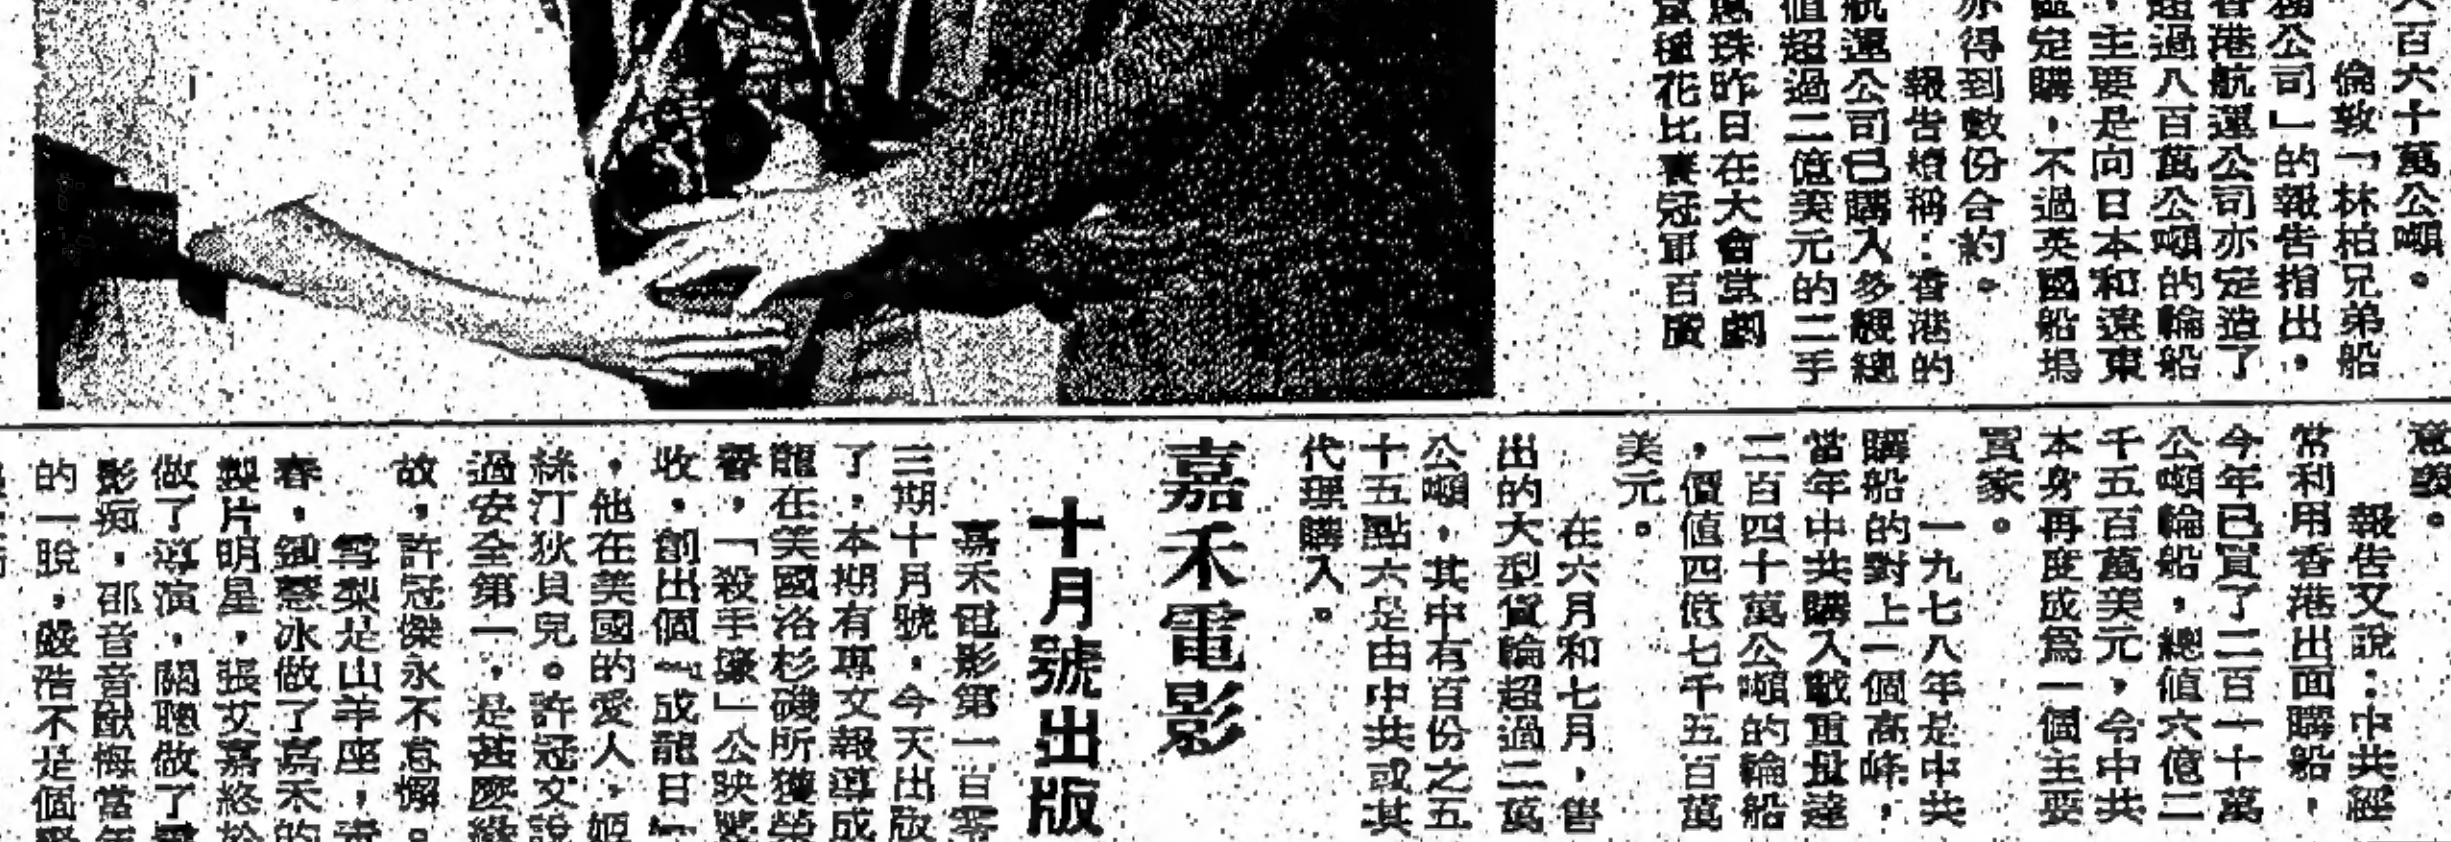 六百六十萬公噸。
倫敦「林柏兄弟船
務公司」的報告指出，
香港航運公司亦定造了
超過八百萬公噸的輪船
，主要是向日本和遠東
區定購，不過英國船塢
亦得到數份合約。
報告續稱：香港的
航運公司已購入多艘總
值超過二億美元的二手
恩珠昨日在大會堂劇
盆種花比賽冠軍百
意義。
報告又說：中共經
常利用香港出面購船，
今年已買了二百一十萬
公噸輪船，總值六億二
千五百萬美元，令中共
本身再度成爲一個主要
買家。
一九七八年是中共
購船的對上一個高峰，
當年中共購入載重量達
二百四十萬公噸的輪船
，價值四億七千五百萬
美元。
在六月和七月，售
出的大型貨輪超過二萬
公噸，其中有百份之五
十五點六是由中共或其
代理購入。
嘉禾電影
十月號出版
嘉禾電影第一百零
三期十月號，今天出版
了，本期有專文報導成
龍在美國洛杉磯所獲榮
譽，「殺手壕」公映
收，創出個「成龍日」
，他在美國的愛人，姬
絲汀狄貝兒。許冠文說
過安全第一，是甚麼緣
故，許冠傑永不怠懈。
雪梨是山羊座，
春，鄧慧冰做了嘉禾的
製片明星，張艾嘉終於
做了導演，關聰做了
影痴，邵音音懺悔當年
的一脫，嚴浩不是個